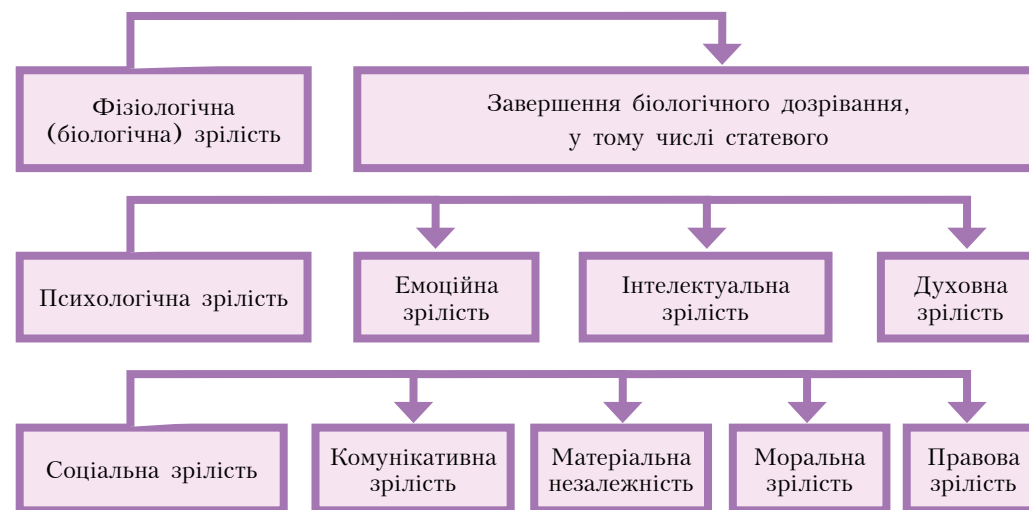 Фізіологічна
(біологічна) зрілість
Завершення біологічного дозрівання,
у тому числі статевого
Психологічна зрілість
Емоційна
зрілість
Інтелектуальна
зрілість
Духовна
зрілість
Соціальна зрілість
Комунікативна
зрілість
Матеріальна
незалежність
Моральна
зрілість
Правова
зрілість